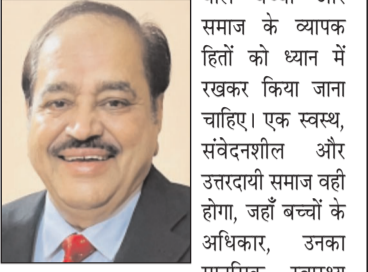 समाज के व्यापक
हितों को ध्यान में
रखकर किया जाना
चाहिए। एक स्वस्थ,
संवेदनशील और
उत्तरदायी समाज वही
होगा, जहाँ बच्चों के
अधिकार, उनका